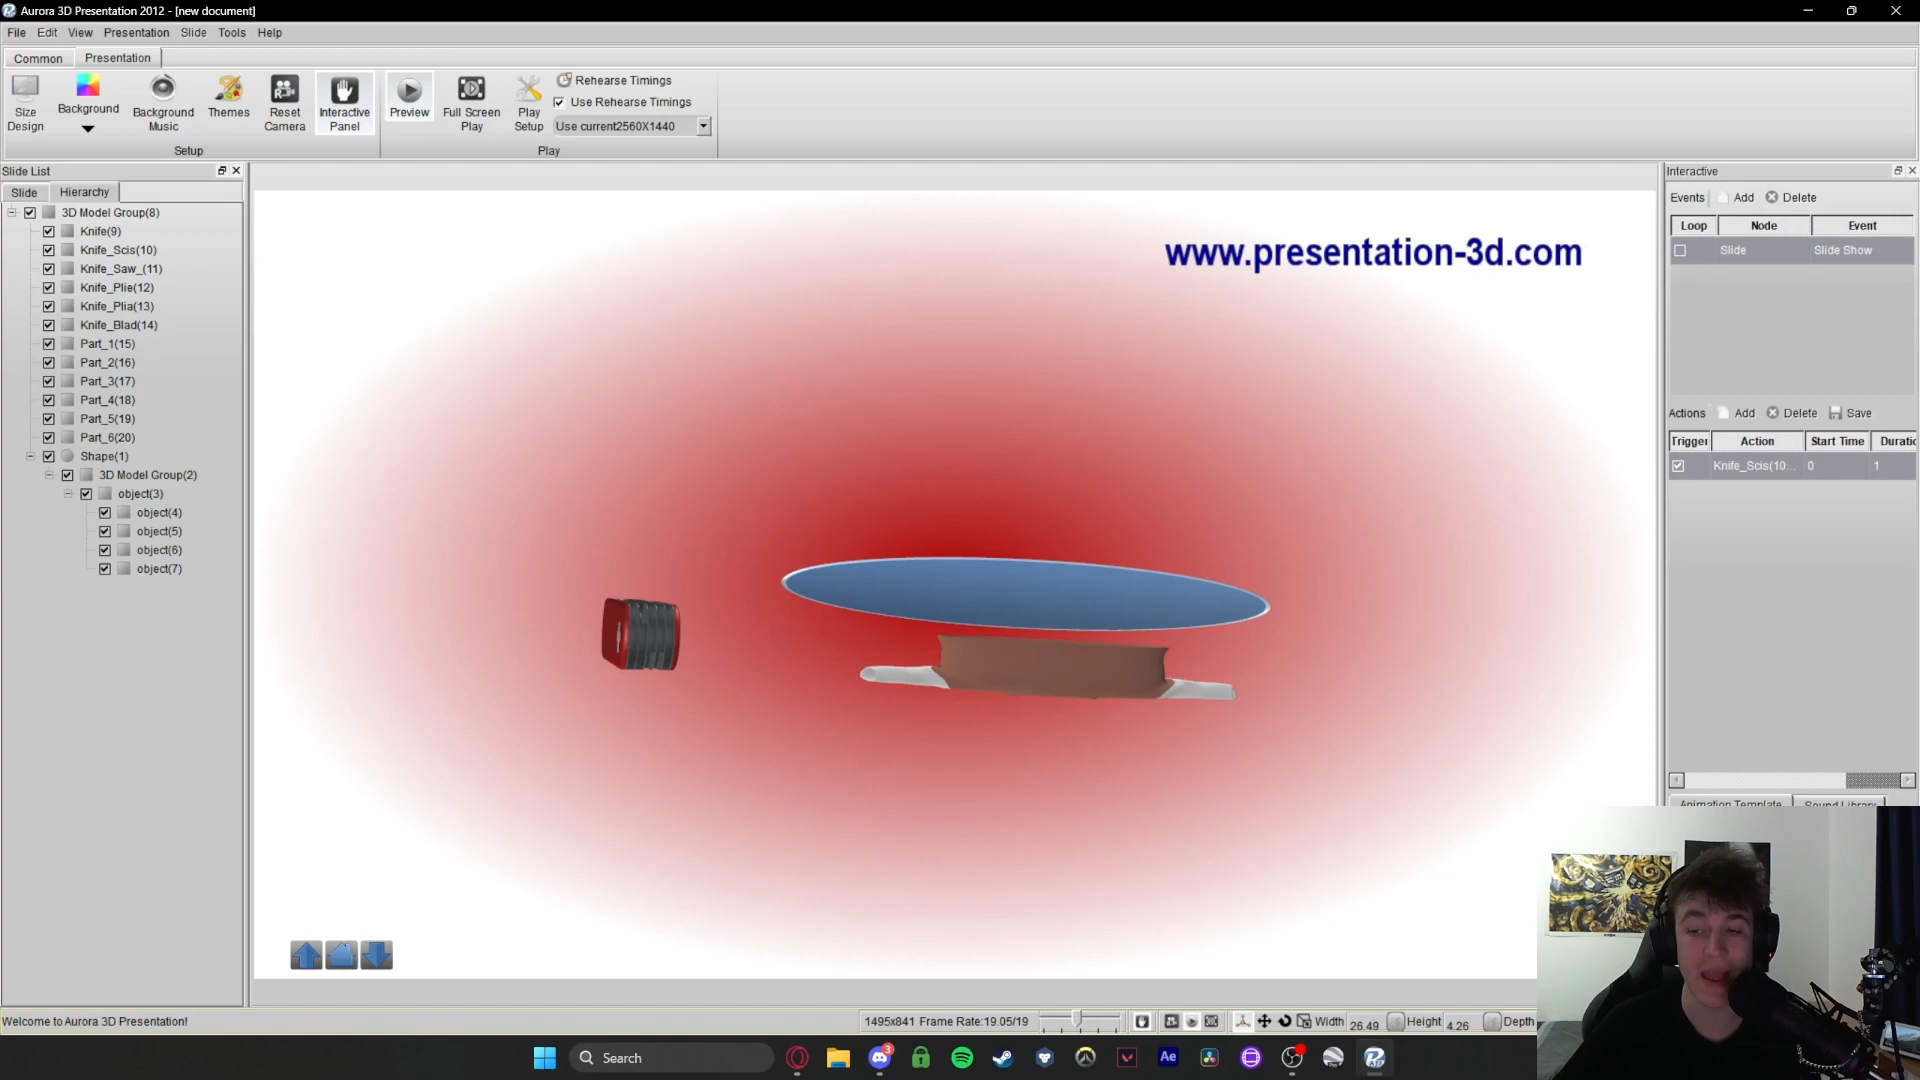 Aurora 3D Presentation 2012 - [new document]
File Edit View Presentation Slide Tools Help
Common Presentation
Size Design
Background
Background Music
Themes
Reset Camera
Interactive Panel
Setup
Preview
Full Screen Play
Play Setup
Rehearse Timings
Use Rehearse Timings
Use current2560X1440
Play
Slide List
Slide Hierarchy
3D Model Group(8)
Knife(9)
Knife_Scis(10)
Knife_Saw_(11)
Knife_Plie(12)
Knife_Plia(13)
Knife_Blad(14)
Part_1(15)
Part_2(16)
Part_3(17)
Part_4(18)
Part_5(19)
Part_6(20)
Shape(1)
3D Model Group(2)
object(3)
object(4)
object(5)
object(6)
object(7)
www.presentation-3d.com
Interactive
Events Add Delete
Loop Node Event
Slide Slide Show
Actions Add Delete Save
Trigger Action Start Time Duratic
Knife_Scis(10... 0 1
Animation Template Sound Library
Welcome to Aurora 3D Presentation!
1495x841 Frame Rate:19.05/19
Width 26.49 Height 4.26 Depth
Search
3
Ae